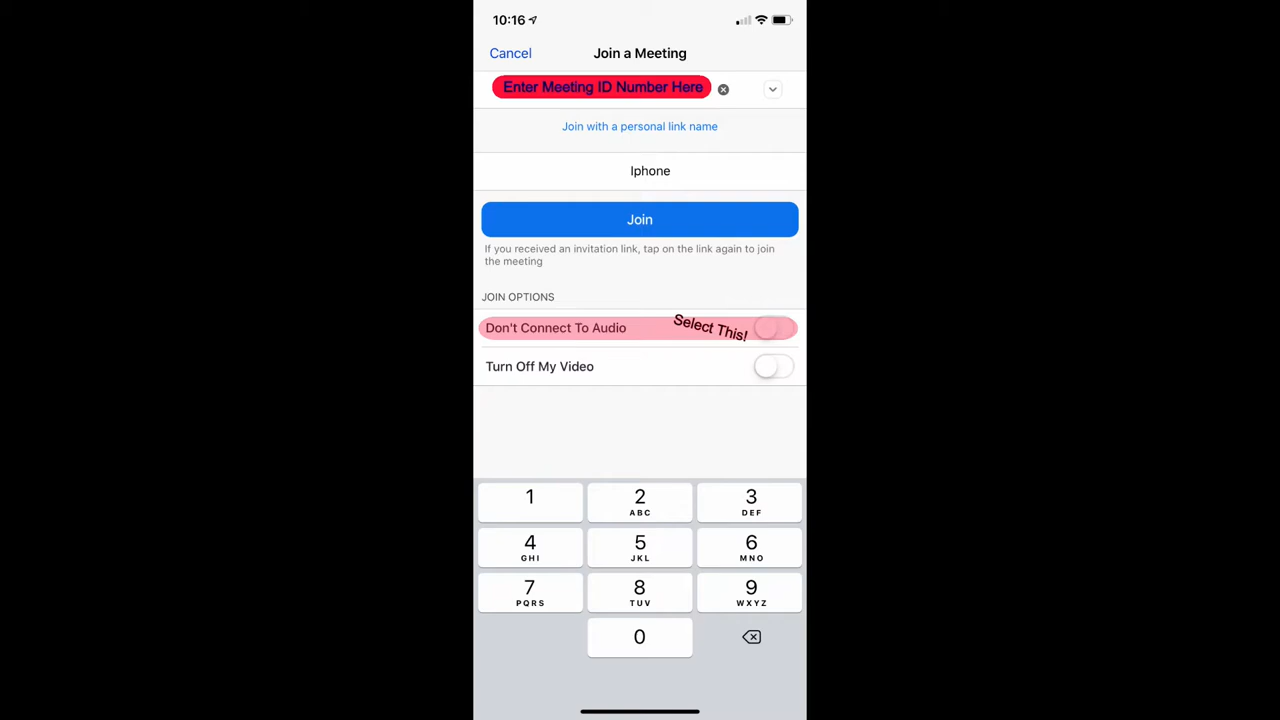 10:16
Cancel
Join a Meeting
Enter Meeting ID Number Here
Join with a personal link name
Iphone
Join
If you received an invitation link, tap on the link again to join
the meeting
JOIN OPTIONS
Don't Connect To Audio
Select This!
Turn Off My Video
1
2
ABC
3
DEF
4
GHI
5
JKL
6
MNO
7
PQRS
8
TUV
9
WXYZ
0